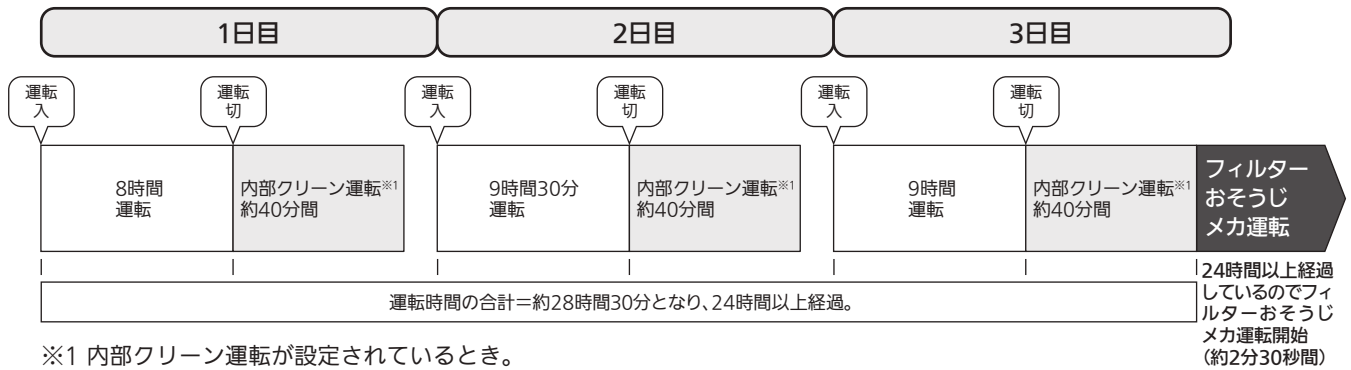 1日目
2日目
3日目
運転
入
運転
切
運転
入
運転
切
運転
入
運転
切
8時間
運転
内部クリーン運転※1
約40分間
9時間30分
運転
内部クリーン運転※1
約40分間
9時間
運転
内部クリーン運転※1
約40分間
フィルター
おそうじ
メカ運転
運転時間の合計＝約28時間30分となり、24時間以上経過。
24時間以上経過
しているのでフィ
ルターおそうじ
メカ運転開始
（約2分30秒間）
※1 内部クリーン運転が設定されているとき。